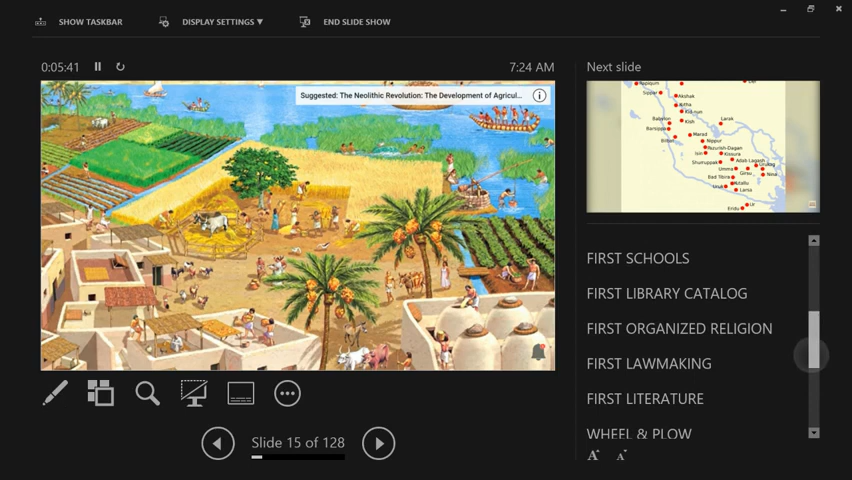 SHOW TASKBAR
DISPLAY SETTINGS ▼
END SLIDE SHOW
0:05:41
7:24 AM
Next slide
Suggested: The Neolithic Revolution: The Development of Agricul...
Sippar
Akshak
Kish
Larak
Babylon
Borsippa
Marad
Nippur
Isin
Kissura
Shuruppak
Adab
Lagash
Umma
Girsu
Bad Tibira
Nina
Uruk
Larsa
Ur
Eridu
FIRST SCHOOLS
FIRST LIBRARY CATALOG
FIRST ORGANIZED RELIGION
FIRST LAWMAKING
FIRST LITERATURE
WHEEL & PLOW
Slide 15 of 128
A A